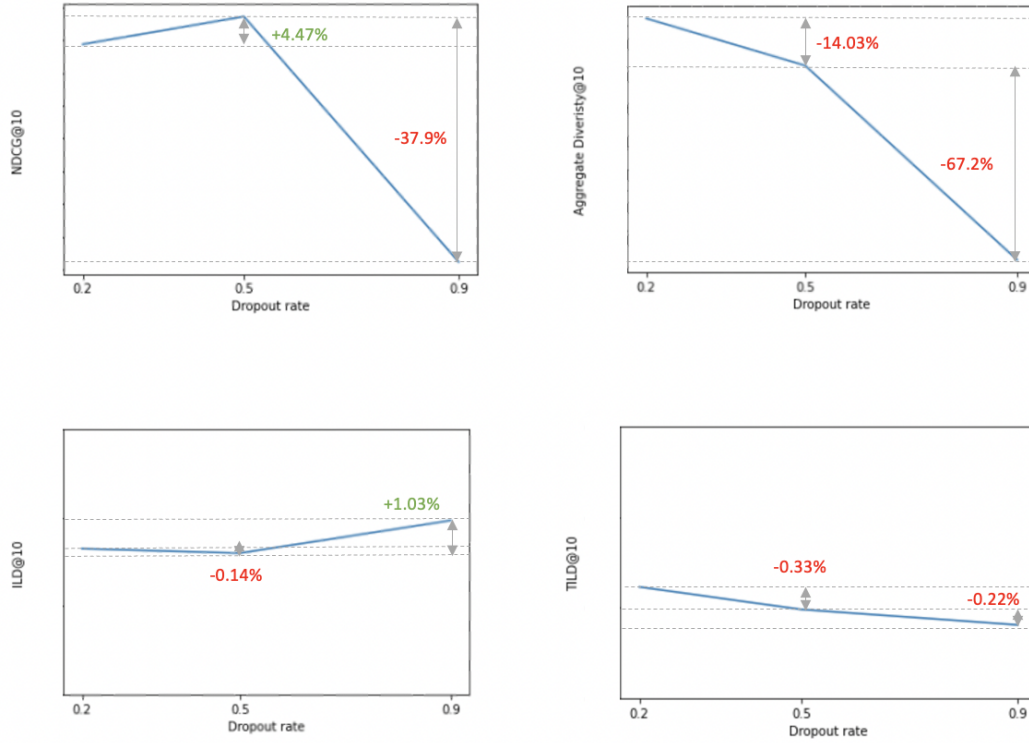 NDCG@10
+4.47%
-37.9%
0.2 0.5 0.9
Dropout rate
Aggregate Diveristy@10
-14.03%
-67.2%
0.2 0.5 0.9
Dropout rate
ILD@10
+1.03%
-0.14%
0.2 0.5 0.9
Dropout rate
TILD@10
-0.33%
-0.22%
0.2 0.5 0.9
Dropout rate